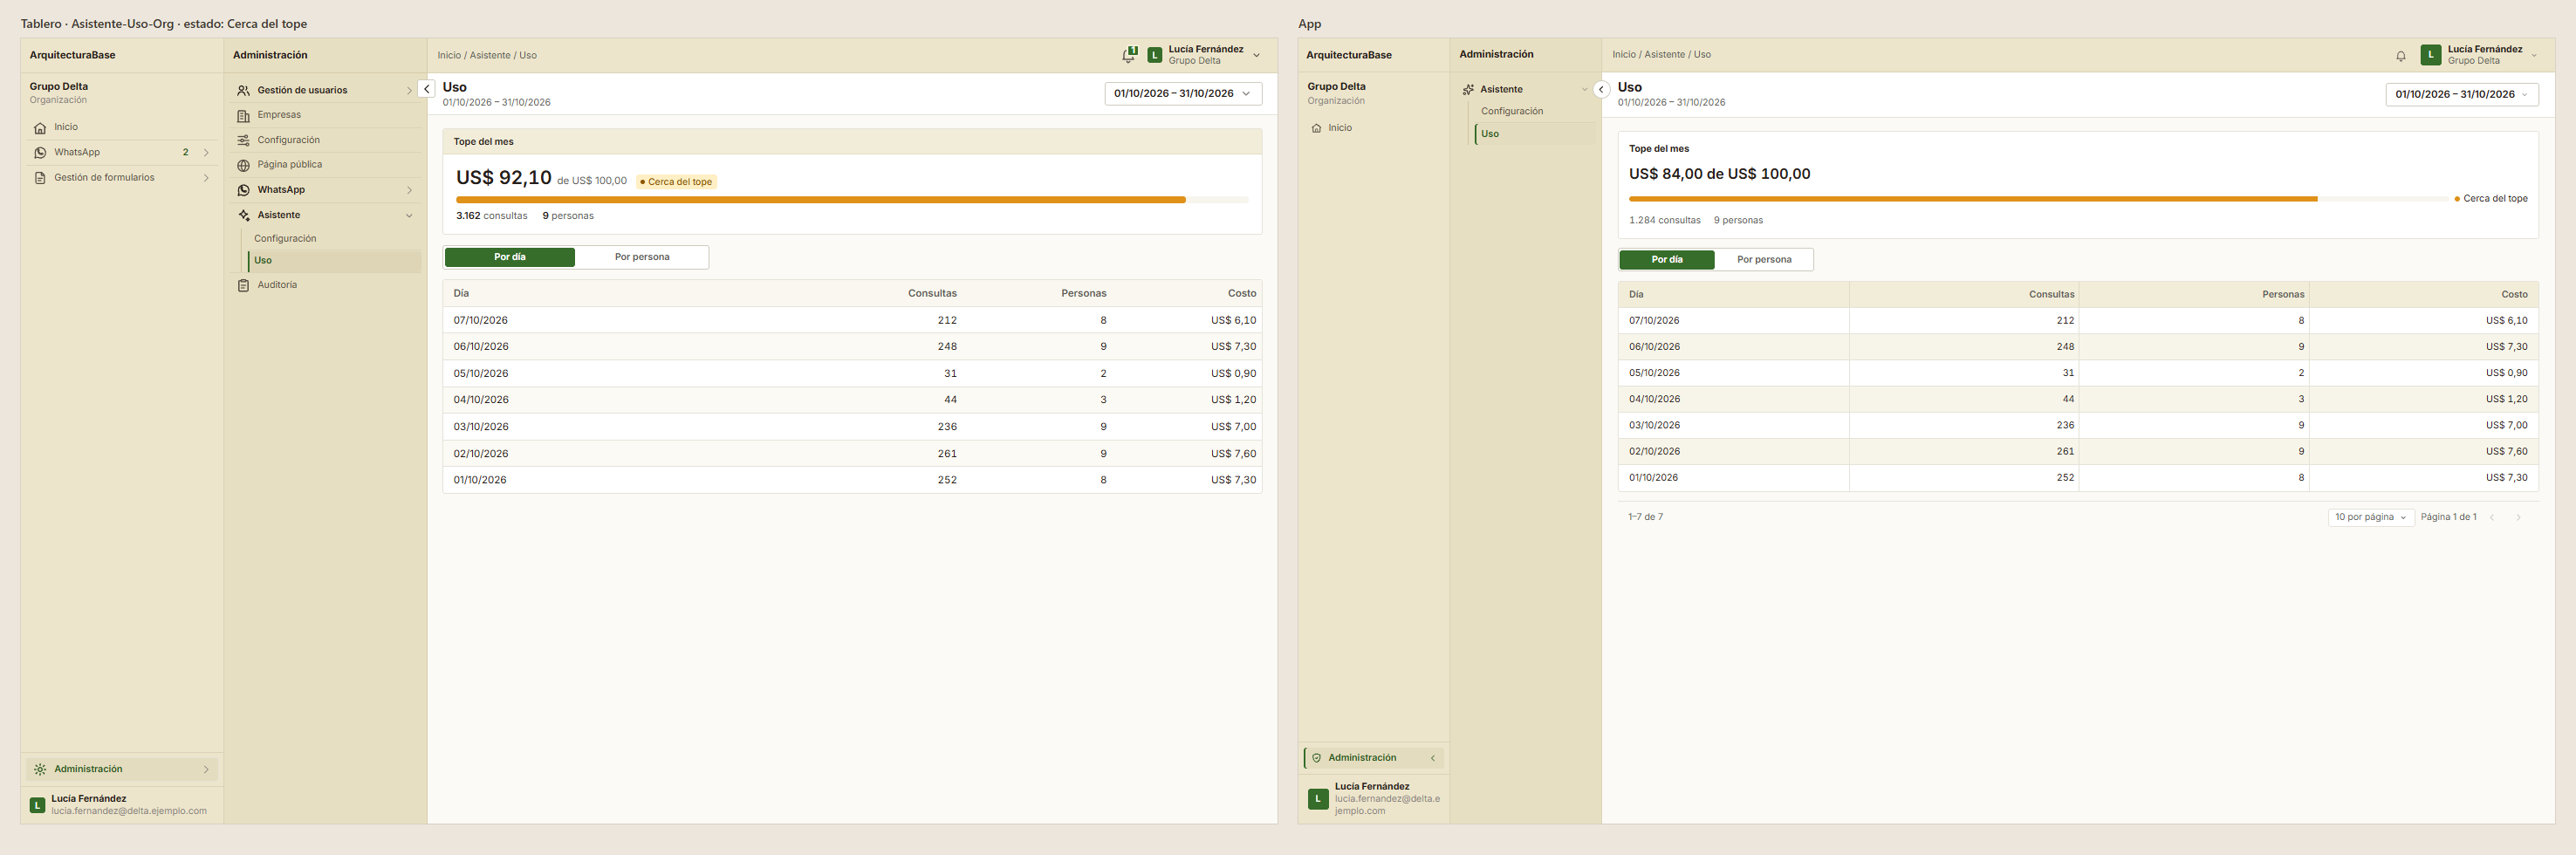 Tablero · Asistente-Uso-Org · estado: Cerca del tope
ArquitecturaBase
Grupo Delta
Organización
Inicio
WhatsApp 2
Gestión de formularios
Administración
Lucía Fernández
lucia.fernandez@delta.ejemplo.com
Administración
Gestión de usuarios
Empresas
Configuración
Página pública
WhatsApp
Asistente
Configuración
Uso
Auditoría
Inicio / Asistente / Uso
1
L
Lucía Fernández
Grupo Delta
Uso
01/10/2026 – 31/10/2026
01/10/2026 – 31/10/2026
Tope del mes
US$ 92,10 de US$ 100,00 Cerca del tope
3.162 consultas 9 personas
Por día Por persona
Día Consultas Personas Costo
07/10/2026 212 8 US$ 6,10
06/10/2026 248 9 US$ 7,30
05/10/2026 31 2 US$ 0,90
04/10/2026 44 3 US$ 1,20
03/10/2026 236 9 US$ 7,00
02/10/2026 261 9 US$ 7,60
01/10/2026 252 8 US$ 7,30
L
App
ArquitecturaBase
Grupo Delta
Organización
Inicio
Administración
L
Lucía Fernández
lucia.fernandez@delta.e
jemplo.com
Administración
Asistente
Configuración
Uso
Inicio / Asistente / Uso
L
Lucía Fernández
Grupo Delta
Uso
01/10/2026 – 31/10/2026
01/10/2026 – 31/10/2026
Tope del mes
US$ 84,00 de US$ 100,00
Cerca del tope
1.284 consultas 9 personas
Por día Por persona
Día Consultas Personas Costo
07/10/2026 212 8 US$ 6,10
06/10/2026 248 9 US$ 7,30
05/10/2026 31 2 US$ 0,90
04/10/2026 44 3 US$ 1,20
03/10/2026 236 9 US$ 7,00
02/10/2026 261 9 US$ 7,60
01/10/2026 252 8 US$ 7,30
1–7 de 7 10 por página Página 1 de 1